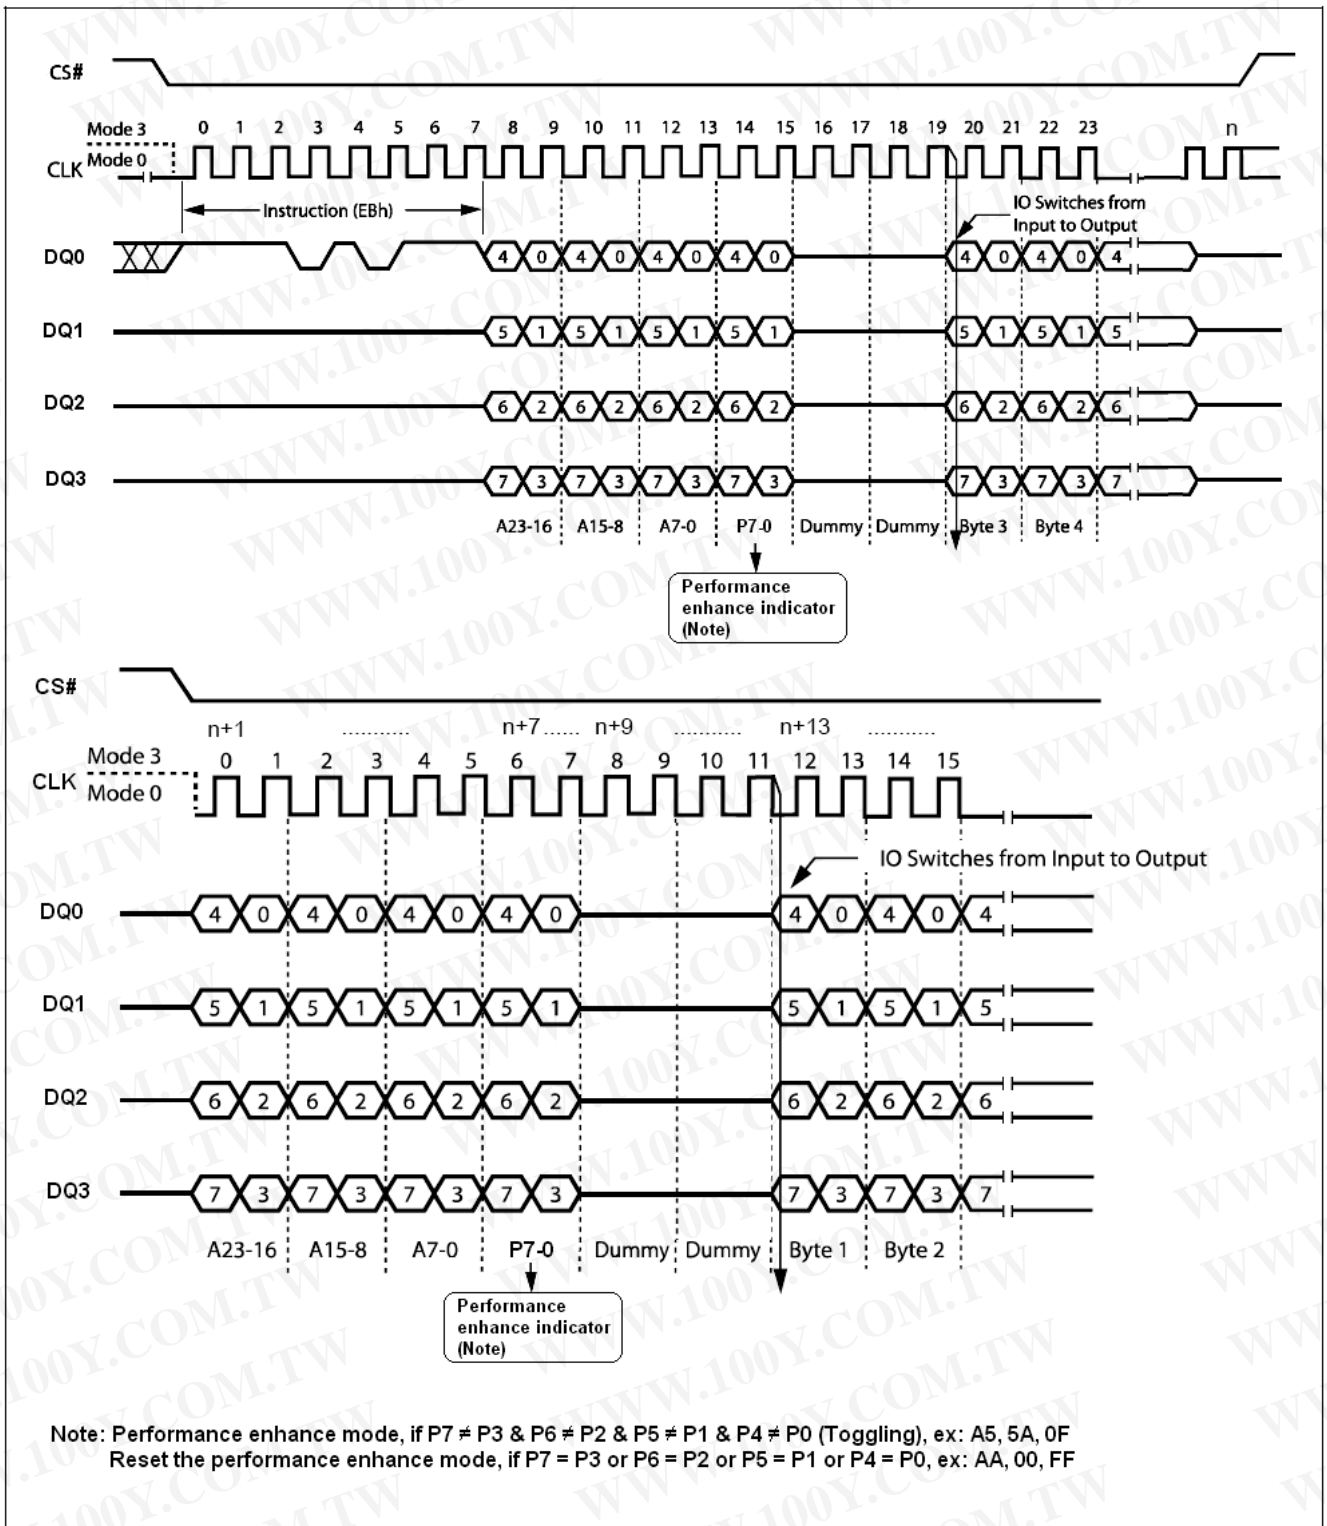 CS#
Mode 3
0 1 2 3 4 5 6 7 8 9 10 11 12 13 14 15 16 17 18 19 20 21 22 23 n
CLK Mode 0
Instruction (EBh)
IO Switches from
Input to Output
DQ0 4 0 4 0 4 0 4 0 4 0 4 0 4
DQ1 5 1 5 1 5 1 5 1 5 1 5 1 5
DQ2 6 2 6 2 6 2 6 2 6 2 6 2 6
DQ3 7 3 7 3 7 3 7 3 7 3 7 3 7
A23-16 A15-8 A7-0 P7-0 Dummy Dummy Byte 3 Byte 4
Performance
enhance indicator
(Note)
CS#
n+1 .......... n+7 ...... n+9 .......... n+13 ..........
Mode 3 0 1 2 3 4 5 6 7 8 9 10 11 12 13 14 15
CLK
Mode 0
IO Switches from Input to Output
DQ0 4 0 4 0 4 0 4 0 4 0 4 0 4
DQ1 5 1 5 1 5 1 5 1 5 1 5 1 5
DQ2 6 2 6 2 6 2 6 2 6 2 6 2 6
DQ3 7 3 7 3 7 3 7 3 7 3 7 3 7
A23-16 A15-8 A7-0 P7-0 Dummy Dummy Byte 1 Byte 2
Performance
enhance indicator
(Note)
Note: Performance enhance mode, if P7 ≠ P3 & P6 ≠ P2 & P5 ≠ P1 & P4 ≠ P0 (Toggling), ex: A5, 5A, 0F
Reset the performance enhance mode, if P7 = P3 or P6 = P2 or P5 = P1 or P4 = P0, ex: AA, 00, FF
WWW.100Y.COM.TW